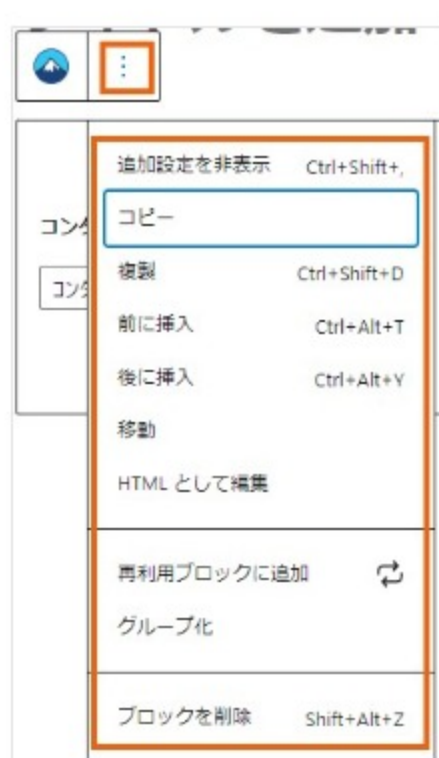 追加設定を非表示 Ctrl+Shift+,
コピー
複製 Ctrl+Shift+D
前に挿入 Ctrl+Alt+T
後に挿入 Ctrl+Alt+Y
移動
HTML として編集
再利用ブロックに追加
グループ化
ブロックを削除 Shift+Alt+Z